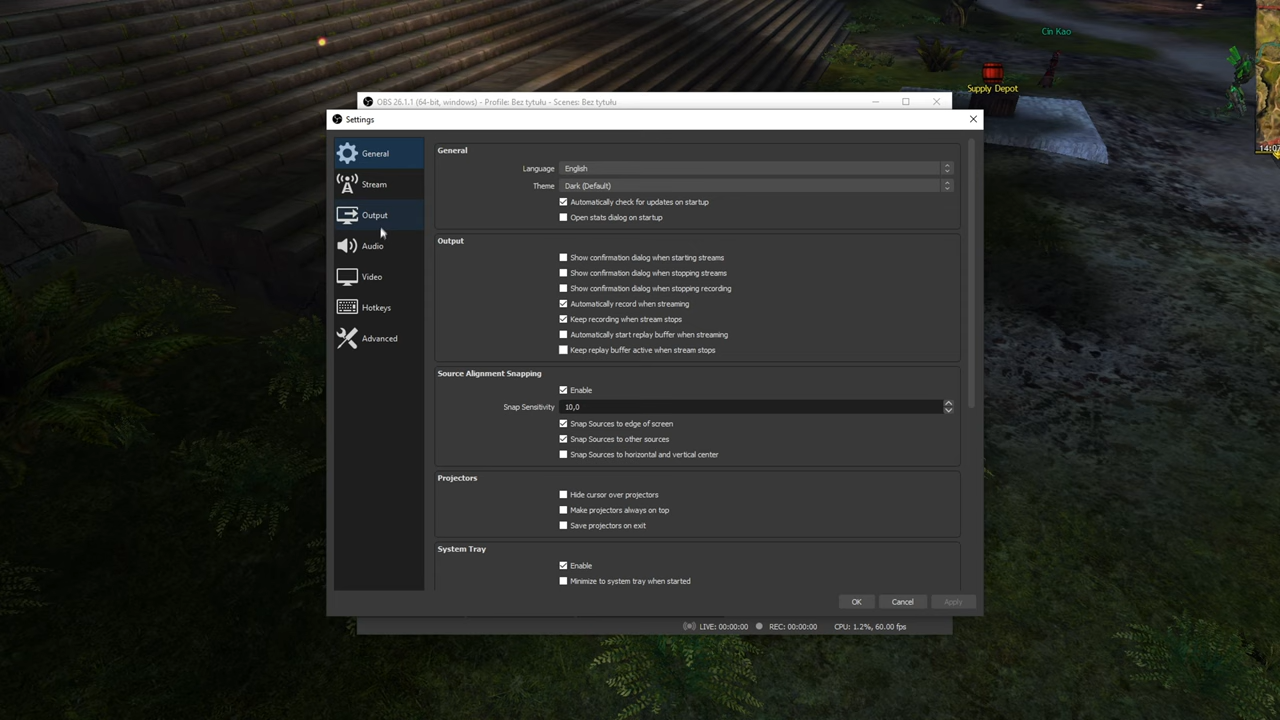 Cin Kao
Supply Depot
14:07
OBS 26.1.1 (64-bit, windows) - Profile: Bez tytułu - Scenes: Bez tytułu
Settings
General
Stream
Output
Audio
Video
Hotkeys
Advanced
General
Language English
Theme Dark (Default)
Automatically check for updates on startup
Open stats dialog on startup
Output
Show confirmation dialog when starting streams
Show confirmation dialog when stopping streams
Show confirmation dialog when stopping recording
Automatically record when streaming
Keep recording when stream stops
Automatically start replay buffer when streaming
Keep replay buffer active when stream stops
Source Alignment Snapping
Enable
Snap Sensitivity 10,0
Snap Sources to edge of screen
Snap Sources to other sources
Snap Sources to horizontal and vertical center
Projectors
Hide cursor over projectors
Make projectors always on top
Save projectors on exit
System Tray
Enable
Minimize to system tray when started
OK Cancel Apply
LIVE: 00:00:00 REC: 00:00:00 CPU: 1.2%, 60.00 fps